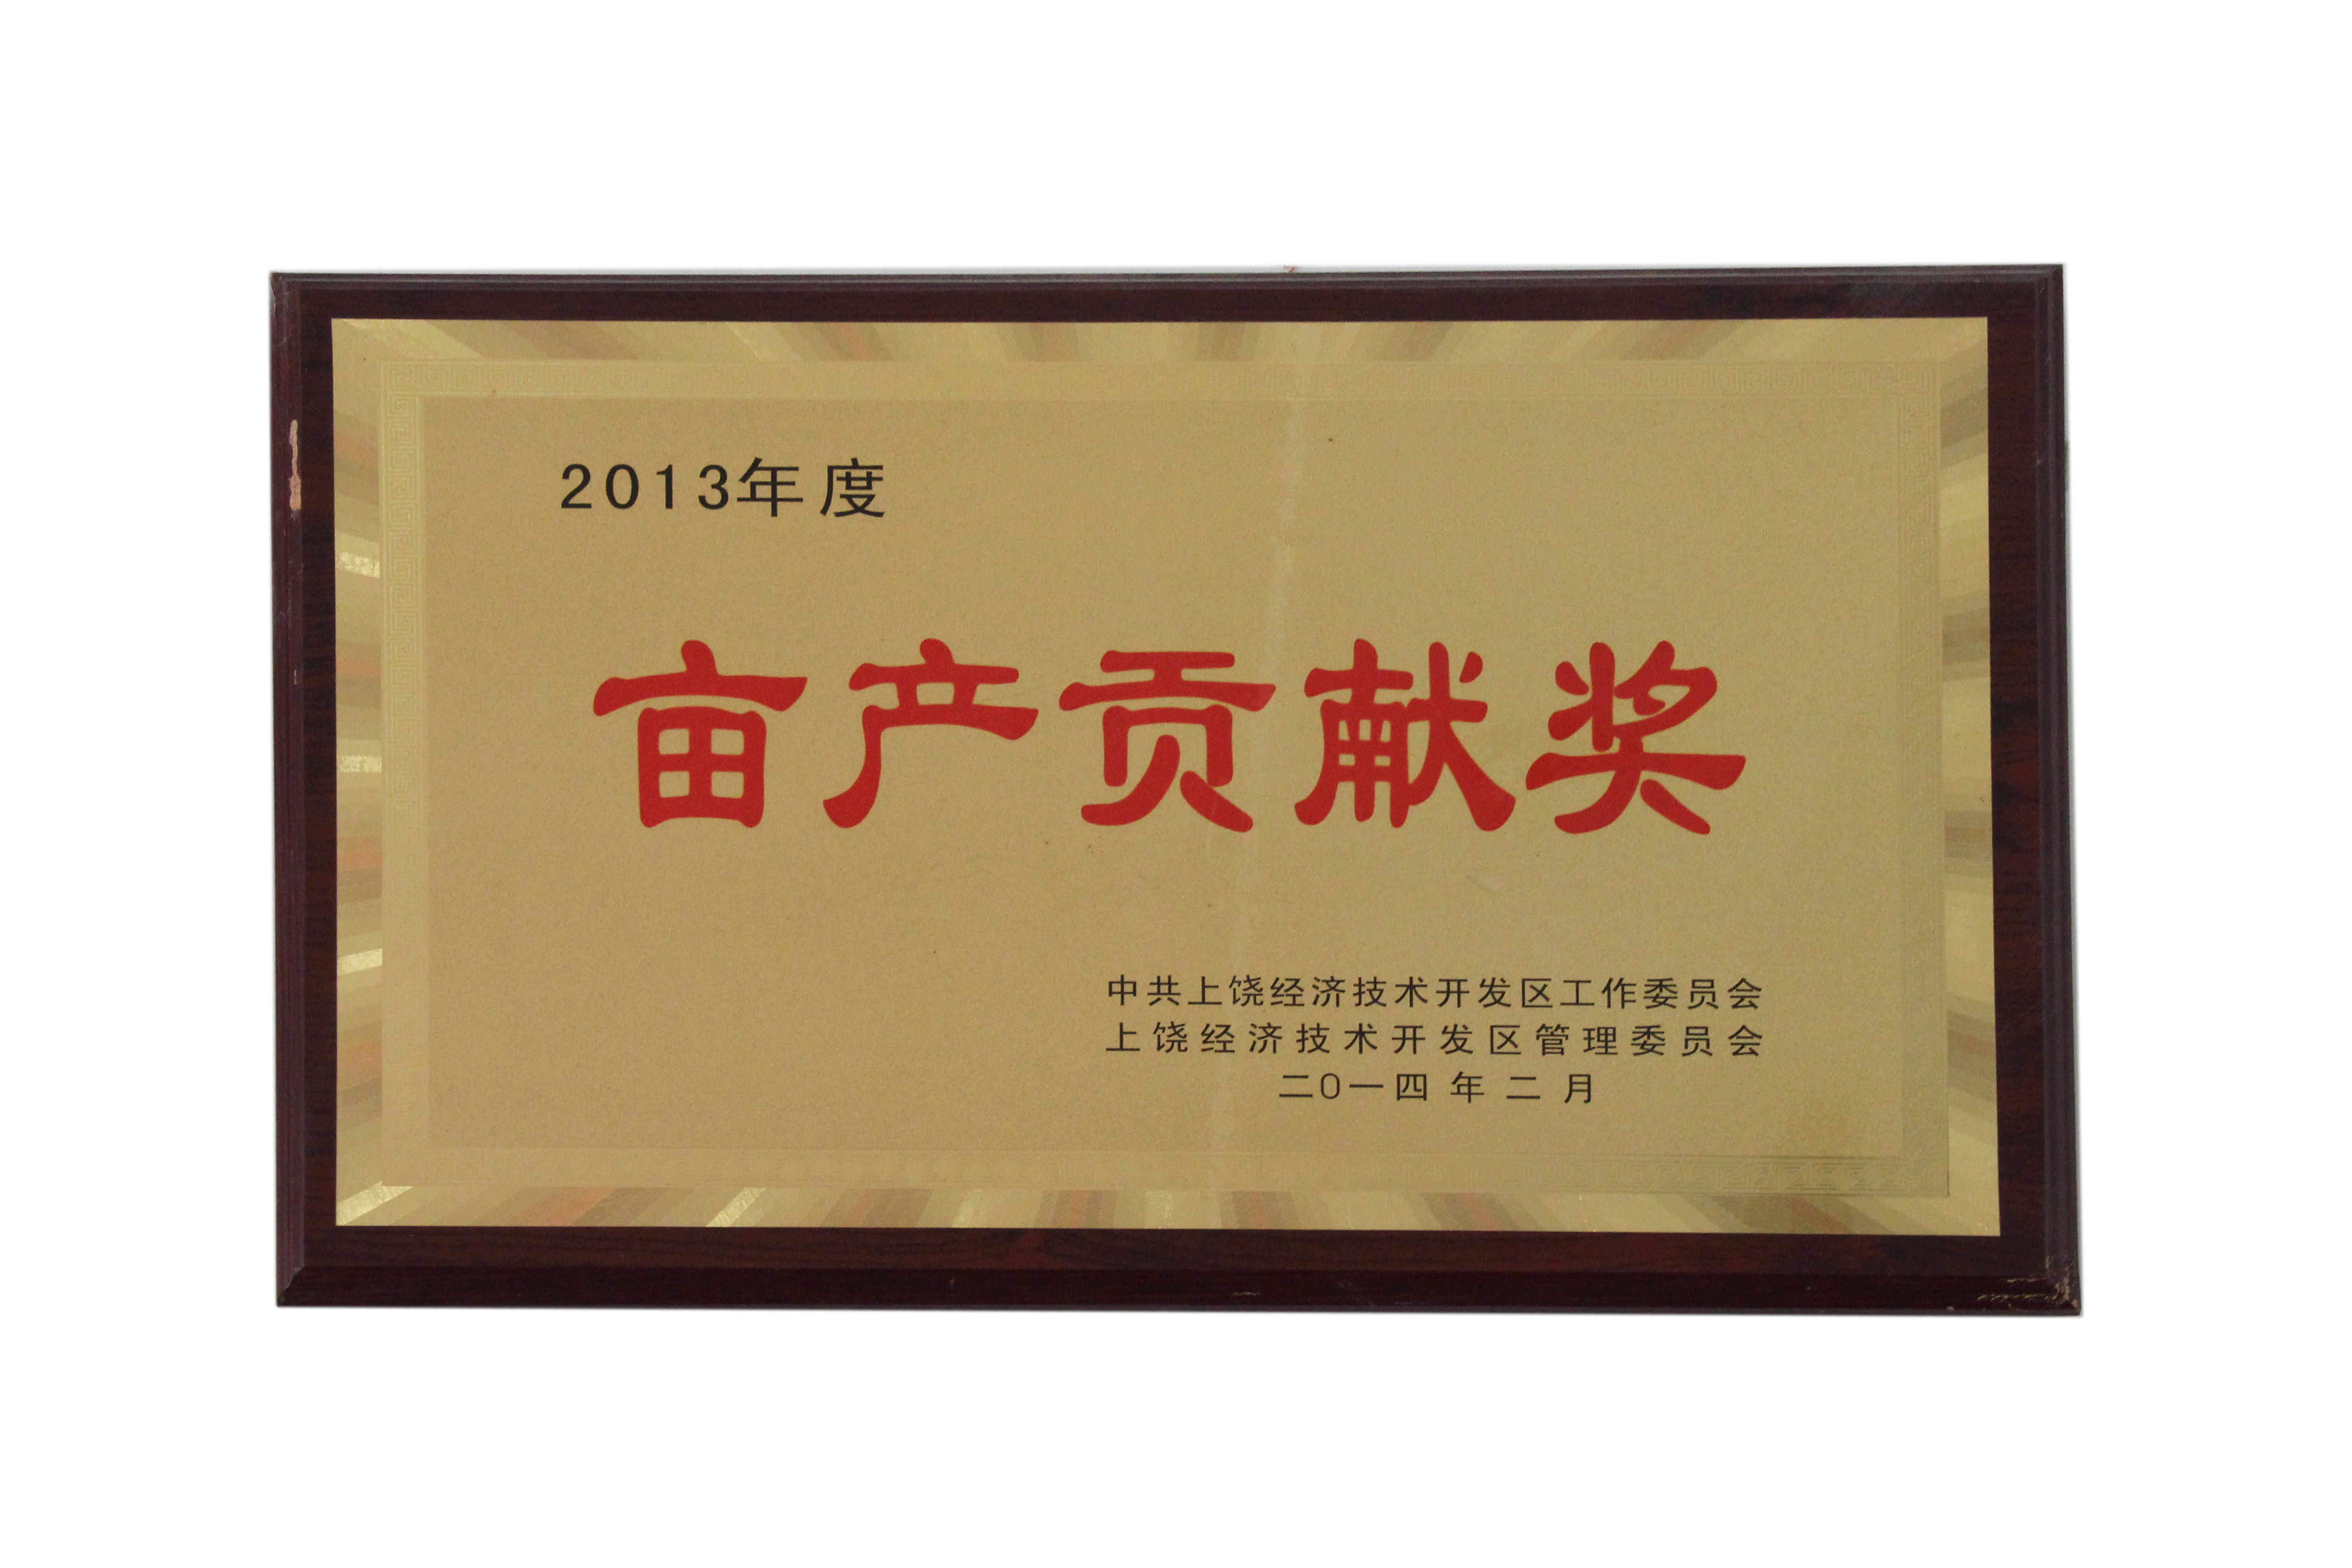 2013年度
亩产贡献奖
中共上饶经济技术开发区工作委员会
上饶经济技术开发区管理委员会
二0一四年二月